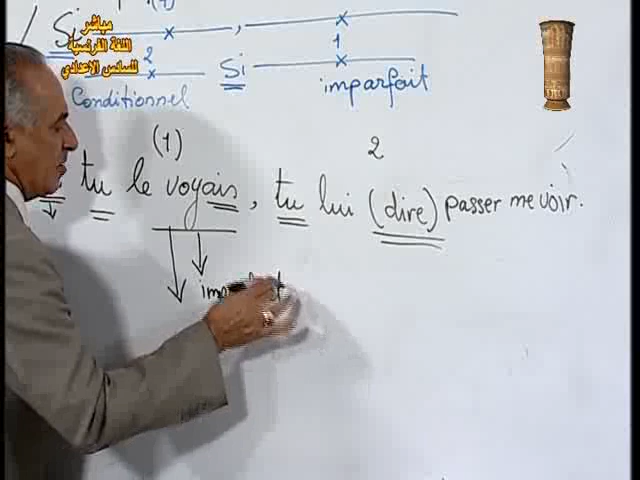 (1)
Si
مباشر
اللغة الفرنسية
للسادس الاعدادي
2
Si
1
Conditionnel
imparfait
(1)
2
tu le voyais, tu lui (dire) passer me voir.